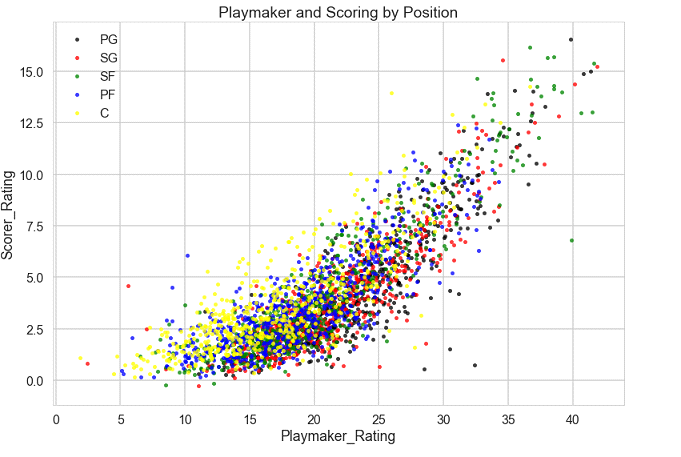 Playmaker and Scoring by Position
PG
SG
SF
PF
C
15.0
12.5
10.0
7.5
5.0
2.5
0.0
Scorer_Rating
0 5 10 15 20 25 30 35 40
Playmaker_Rating